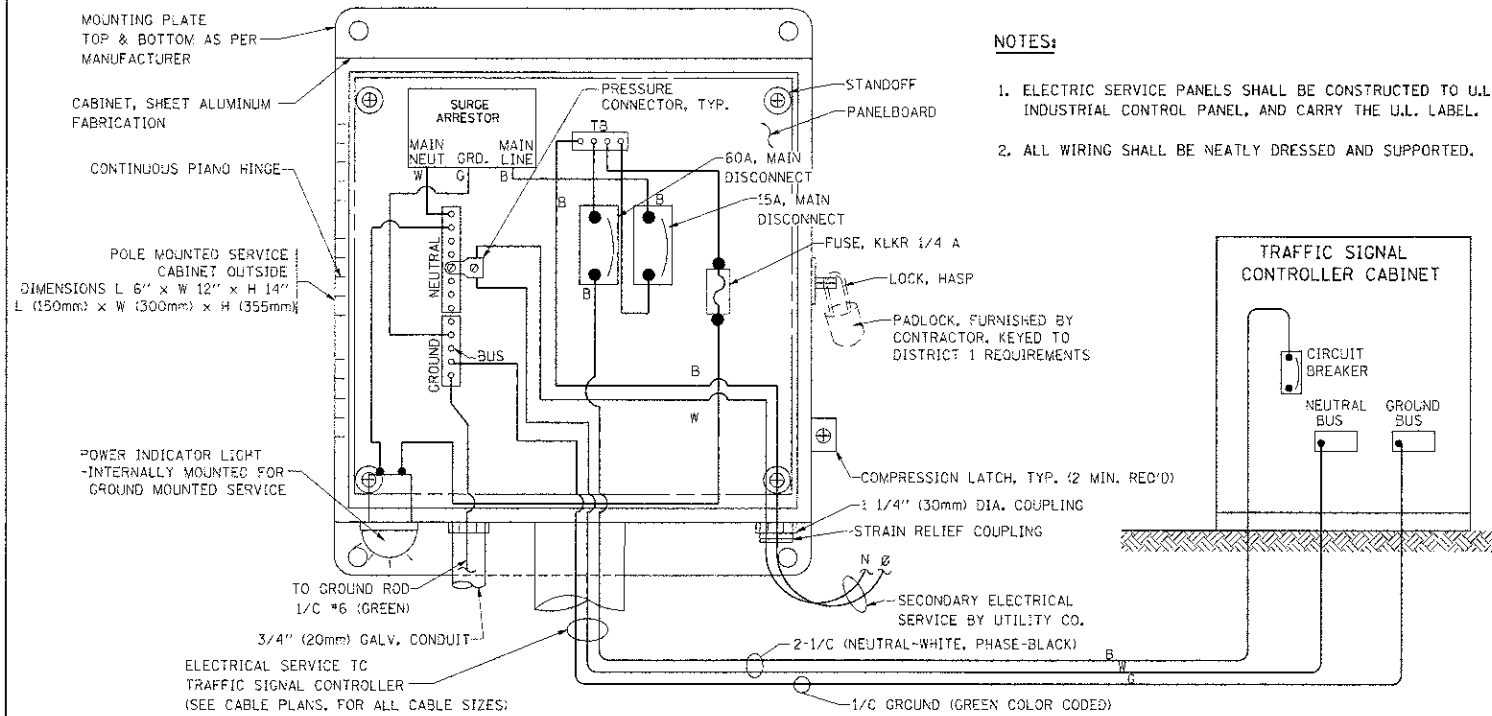 MOUNTING PLATE
TOP & BOTTOM AS PER
MANUFACTURER
CABINET, SHEET ALUMINUM
FABRICATION
CONTINUOUS PIANO HINGE
POLE MOUNTED SERVICE
CABINET OUTSIDE
DIMENSIONS L 6" x W 12" x H 14"
L (150mm) x W (300mm) x H (355mm)
POWER INDICATOR LIGHT
-INTERNALLY MOUNTED FOR
GROUND MOUNTED SERVICE
SURGE
ARRESTOR
MAIN
NEUT
GRD.
MAIN
LINE
W
G
B
PRESSURE
CONNECTOR, TYP.
TB
STANDOFF
PANELBOARD
60A, MAIN
DISCONNECT
15A, MAIN
DISCONNECT
B
B
B
FUSE, KLKR 1/4 A
LOCK, HASP
PADLOCK, FURNISHED BY
CONTRACTOR, KEYED TO
DISTRICT 1 REQUIREMENTS
NEUTRAL
GROUND
BUS
B
W
COMPRESSION LATCH, TYP. (2 MIN. REQ'D)
1 1/4" (30mm) DIA. COUPLING
STRAIN RELIEF COUPLING
N Ø
SECONDARY ELECTRICAL
SERVICE BY UTILITY CO.
TO GROUND ROD
1/C #6 (GREEN)
3/4" (20mm) GALV. CONDUIT
ELECTRICAL SERVICE TO
TRAFFIC SIGNAL CONTROLLER
(SEE CABLE PLANS, FOR ALL CABLE SIZES)
2-1/C (NEUTRAL-WHITE, PHASE-BLACK)
B
W
G
1/C GROUND (GREEN COLOR CODED)
NOTES:
1. ELECTRIC SERVICE PANELS SHALL BE CONSTRUCTED TO U.L
INDUSTRIAL CONTROL PANEL, AND CARRY THE U.L. LABEL.
2. ALL WIRING SHALL BE NEATLY DRESSED AND SUPPORTED.
TRAFFIC SIGNAL
CONTROLLER CABINET
CIRCUIT
BREAKER
NEUTRAL
BUS
GROUND
BUS